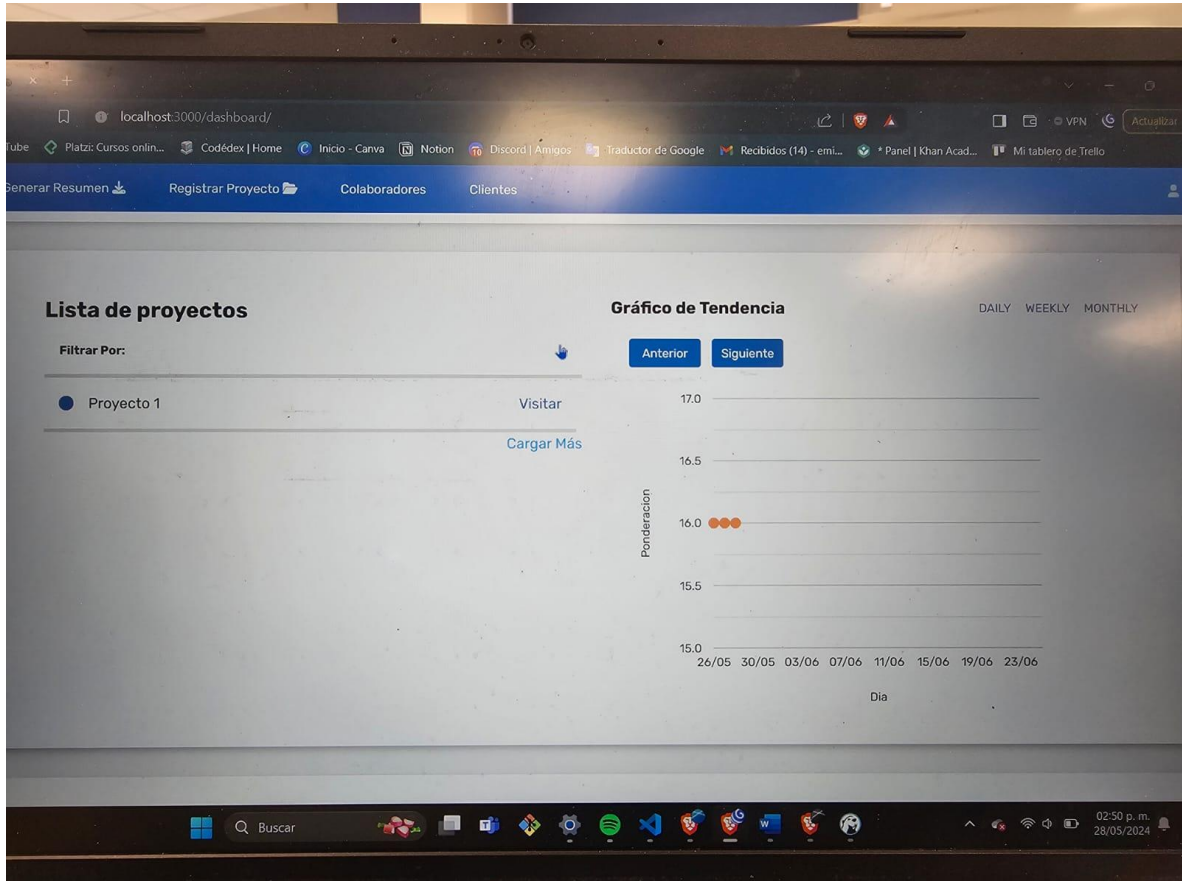 localhost:3000/dashboard/
VPN
Actualizar
Tube Platzi: Cursos onlin... Codédex | Home Inicio - Canva Notion Discord | Amigos Traductor de Google Recibidos (14) - emi... * Panel | Khan Acad... Mi tablero de Trello
Generar Resumen Registrar Proyecto Colaboradores Clientes
Lista de proyectos
Filtrar Por:
Proyecto 1 Visitar
Cargar Más
Gráfico de Tendencia
DAILY WEEKLY MONTHLY
Anterior Siguiente
17.0
16.5
16.0
15.5
15.0
Ponderacion
26/05 30/05 03/06 07/06 11/06 15/06 19/06 23/06
Dia
Buscar
02:50 p. m.
28/05/2024